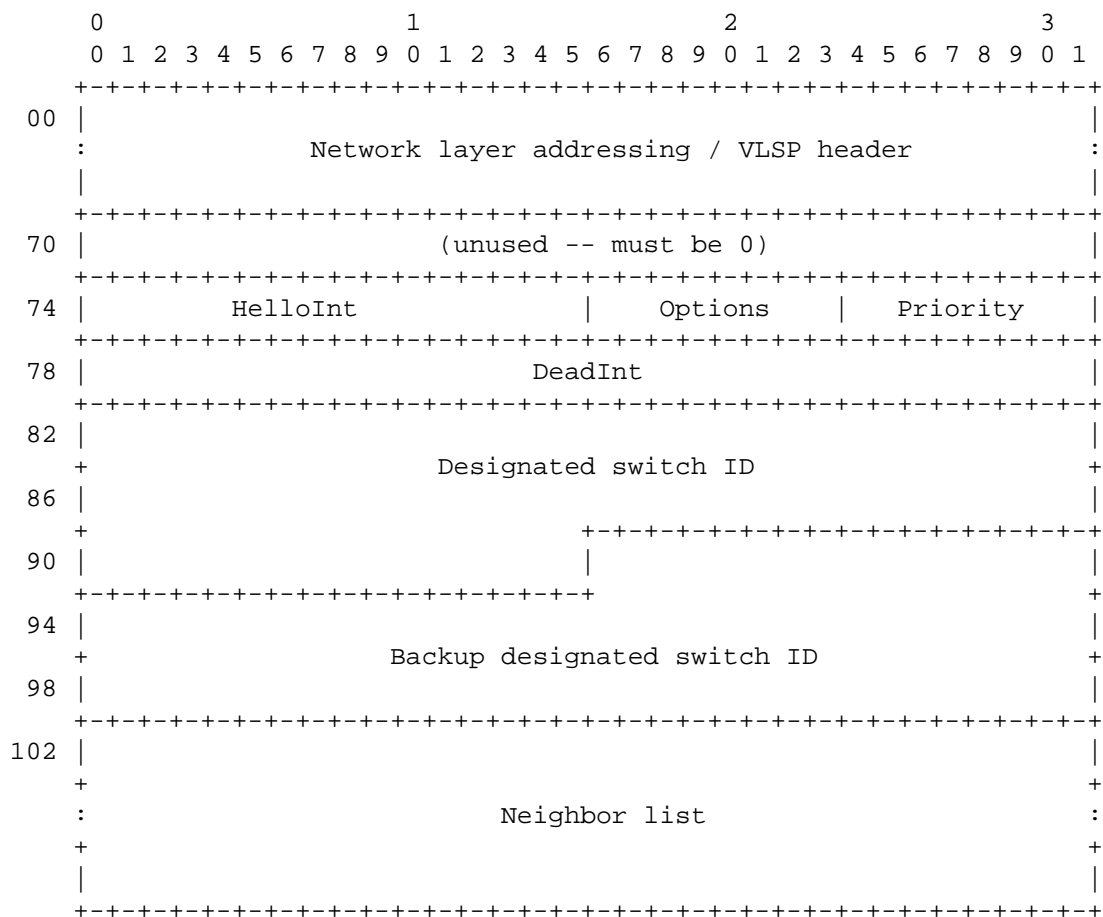 0                   1                   2                   3
       0 1 2 3 4 5 6 7 8 9 0 1 2 3 4 5 6 7 8 9 0 1 2 3 4 5 6 7 8 9 0 1
      +-+-+-+-+-+-+-+-+-+-+-+-+-+-+-+-+-+-+-+-+-+-+-+-+-+-+-+-+-+-+-+-+
   00 |                                                               |
      :              Network layer addressing / VLSP header           :
      |                                                               |
      +-+-+-+-+-+-+-+-+-+-+-+-+-+-+-+-+-+-+-+-+-+-+-+-+-+-+-+-+-+-+-+-+
   70 |                      (unused -- must be 0)                    |
      +-+-+-+-+-+-+-+-+-+-+-+-+-+-+-+-+-+-+-+-+-+-+-+-+-+-+-+-+-+-+-+-+
   74 |         HelloInt              |    Options    |   Priority    |
      +-+-+-+-+-+-+-+-+-+-+-+-+-+-+-+-+-+-+-+-+-+-+-+-+-+-+-+-+-+-+-+-+
   78 |                            DeadInt                            |
      +-+-+-+-+-+-+-+-+-+-+-+-+-+-+-+-+-+-+-+-+-+-+-+-+-+-+-+-+-+-+-+-+
   82 |                                                               |
      +                      Designated switch ID                     +
   86 |                                                               |
      +                               +-+-+-+-+-+-+-+-+-+-+-+-+-+-+-+-+
   90 |                               |                               |
      +-+-+-+-+-+-+-+-+-+-+-+-+-+-+-+-+                               +
   94 |                                                               |
      +                   Backup designated switch ID                 +
   98 |                                                               |
      +-+-+-+-+-+-+-+-+-+-+-+-+-+-+-+-+-+-+-+-+-+-+-+-+-+-+-+-+-+-+-+-+
  102 |                                                               |
      +                                                               +
      :                          Neighbor list                        :
      +                                                               +
      |                                                               |
      +-+-+-+-+-+-+-+-+-+-+-+-+-+-+-+-+-+-+-+-+-+-+-+-+-+-+-+-+-+-+-+-+